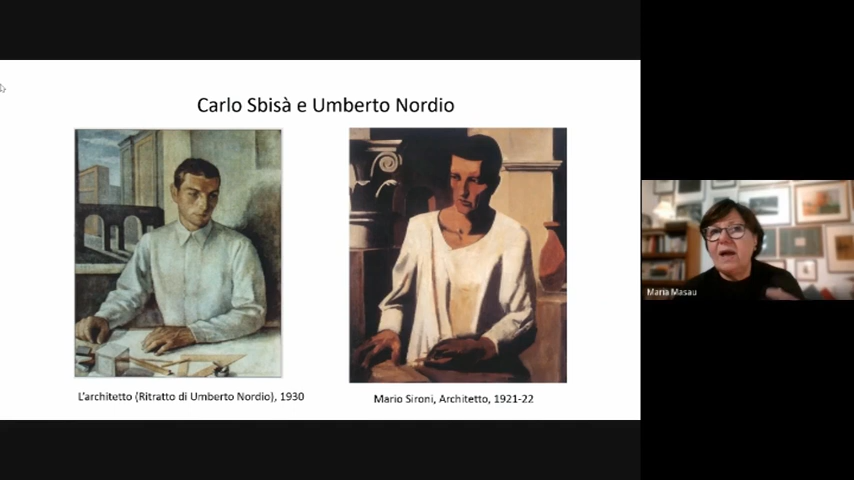 Carlo Sbisà e Umberto Nordio
L'architetto (Ritratto di Umberto Nordio), 1930
Mario Sironi, Architetto, 1921-22
Maria Masau